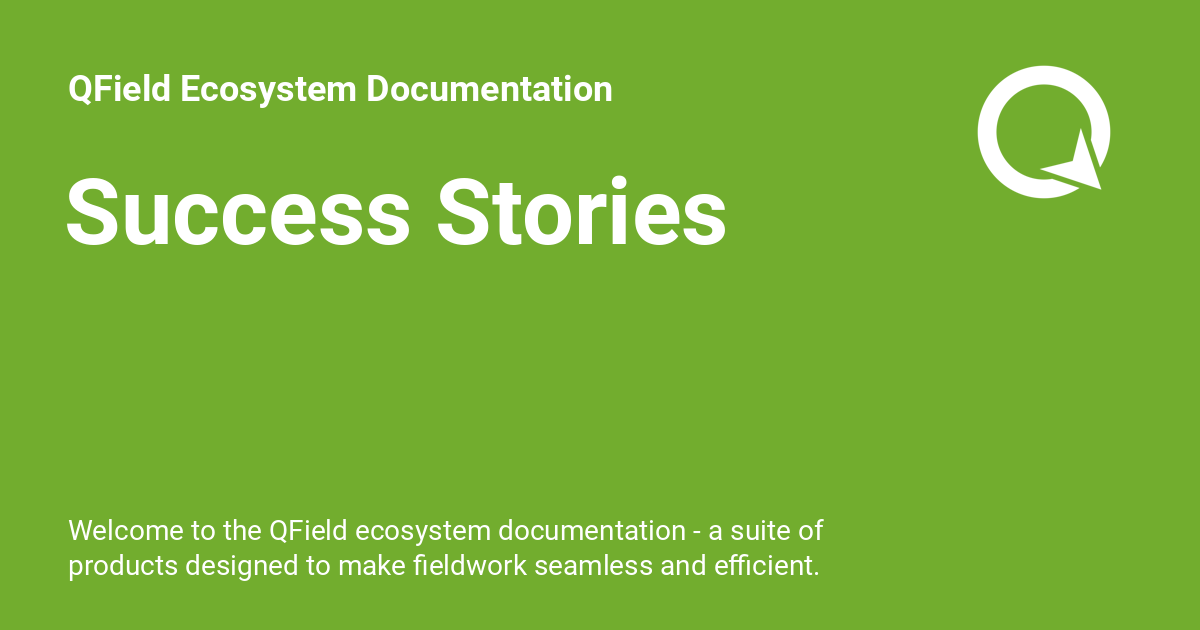 QField Ecosystem Documentation
Success Stories
Welcome to the QField ecosystem documentation - a suite of
products designed to make fieldwork seamless and efficient.